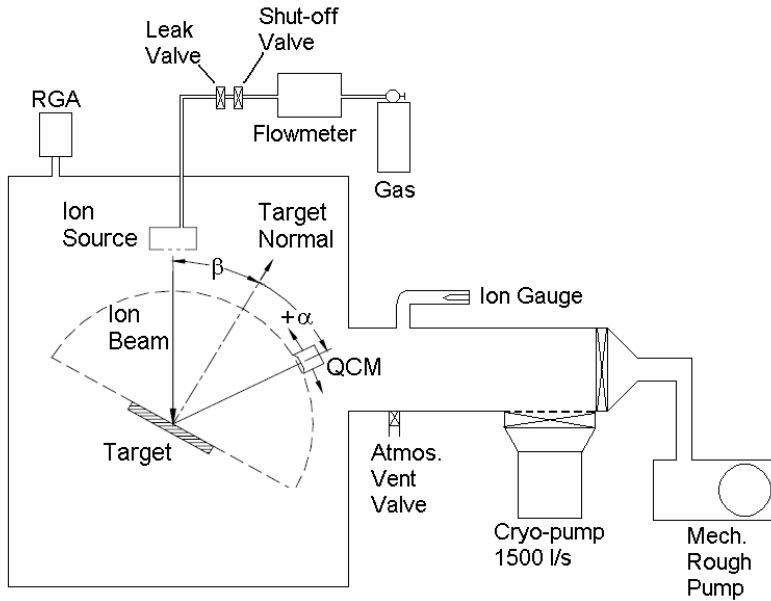 Leak
Valve
Shut-off
Valve
RGA
Flowmeter
Gas
Ion
Source
Target
Normal
β
Ion
Beam
+α
QCM
Ion Gauge
Target
Atmos.
Vent
Valve
Cryo-pump
1500 l/s
Mech.
Rough
Pump